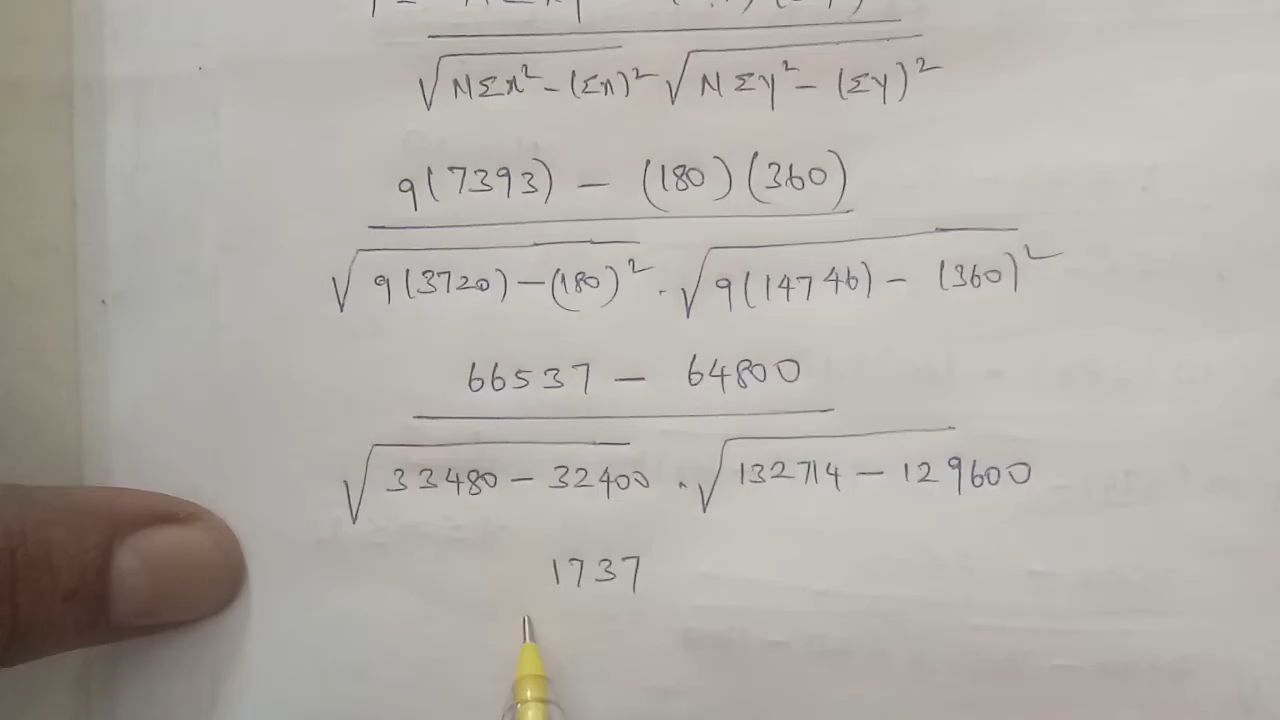 √NΣx² - (Σx)² √NΣy² - (Σy)²
9(7393) - (180)(360)
√9(3720) - (180)² . √9(14746) - (360)²
66537 - 64800
√33480 - 32400 . √132714 - 129600
1737